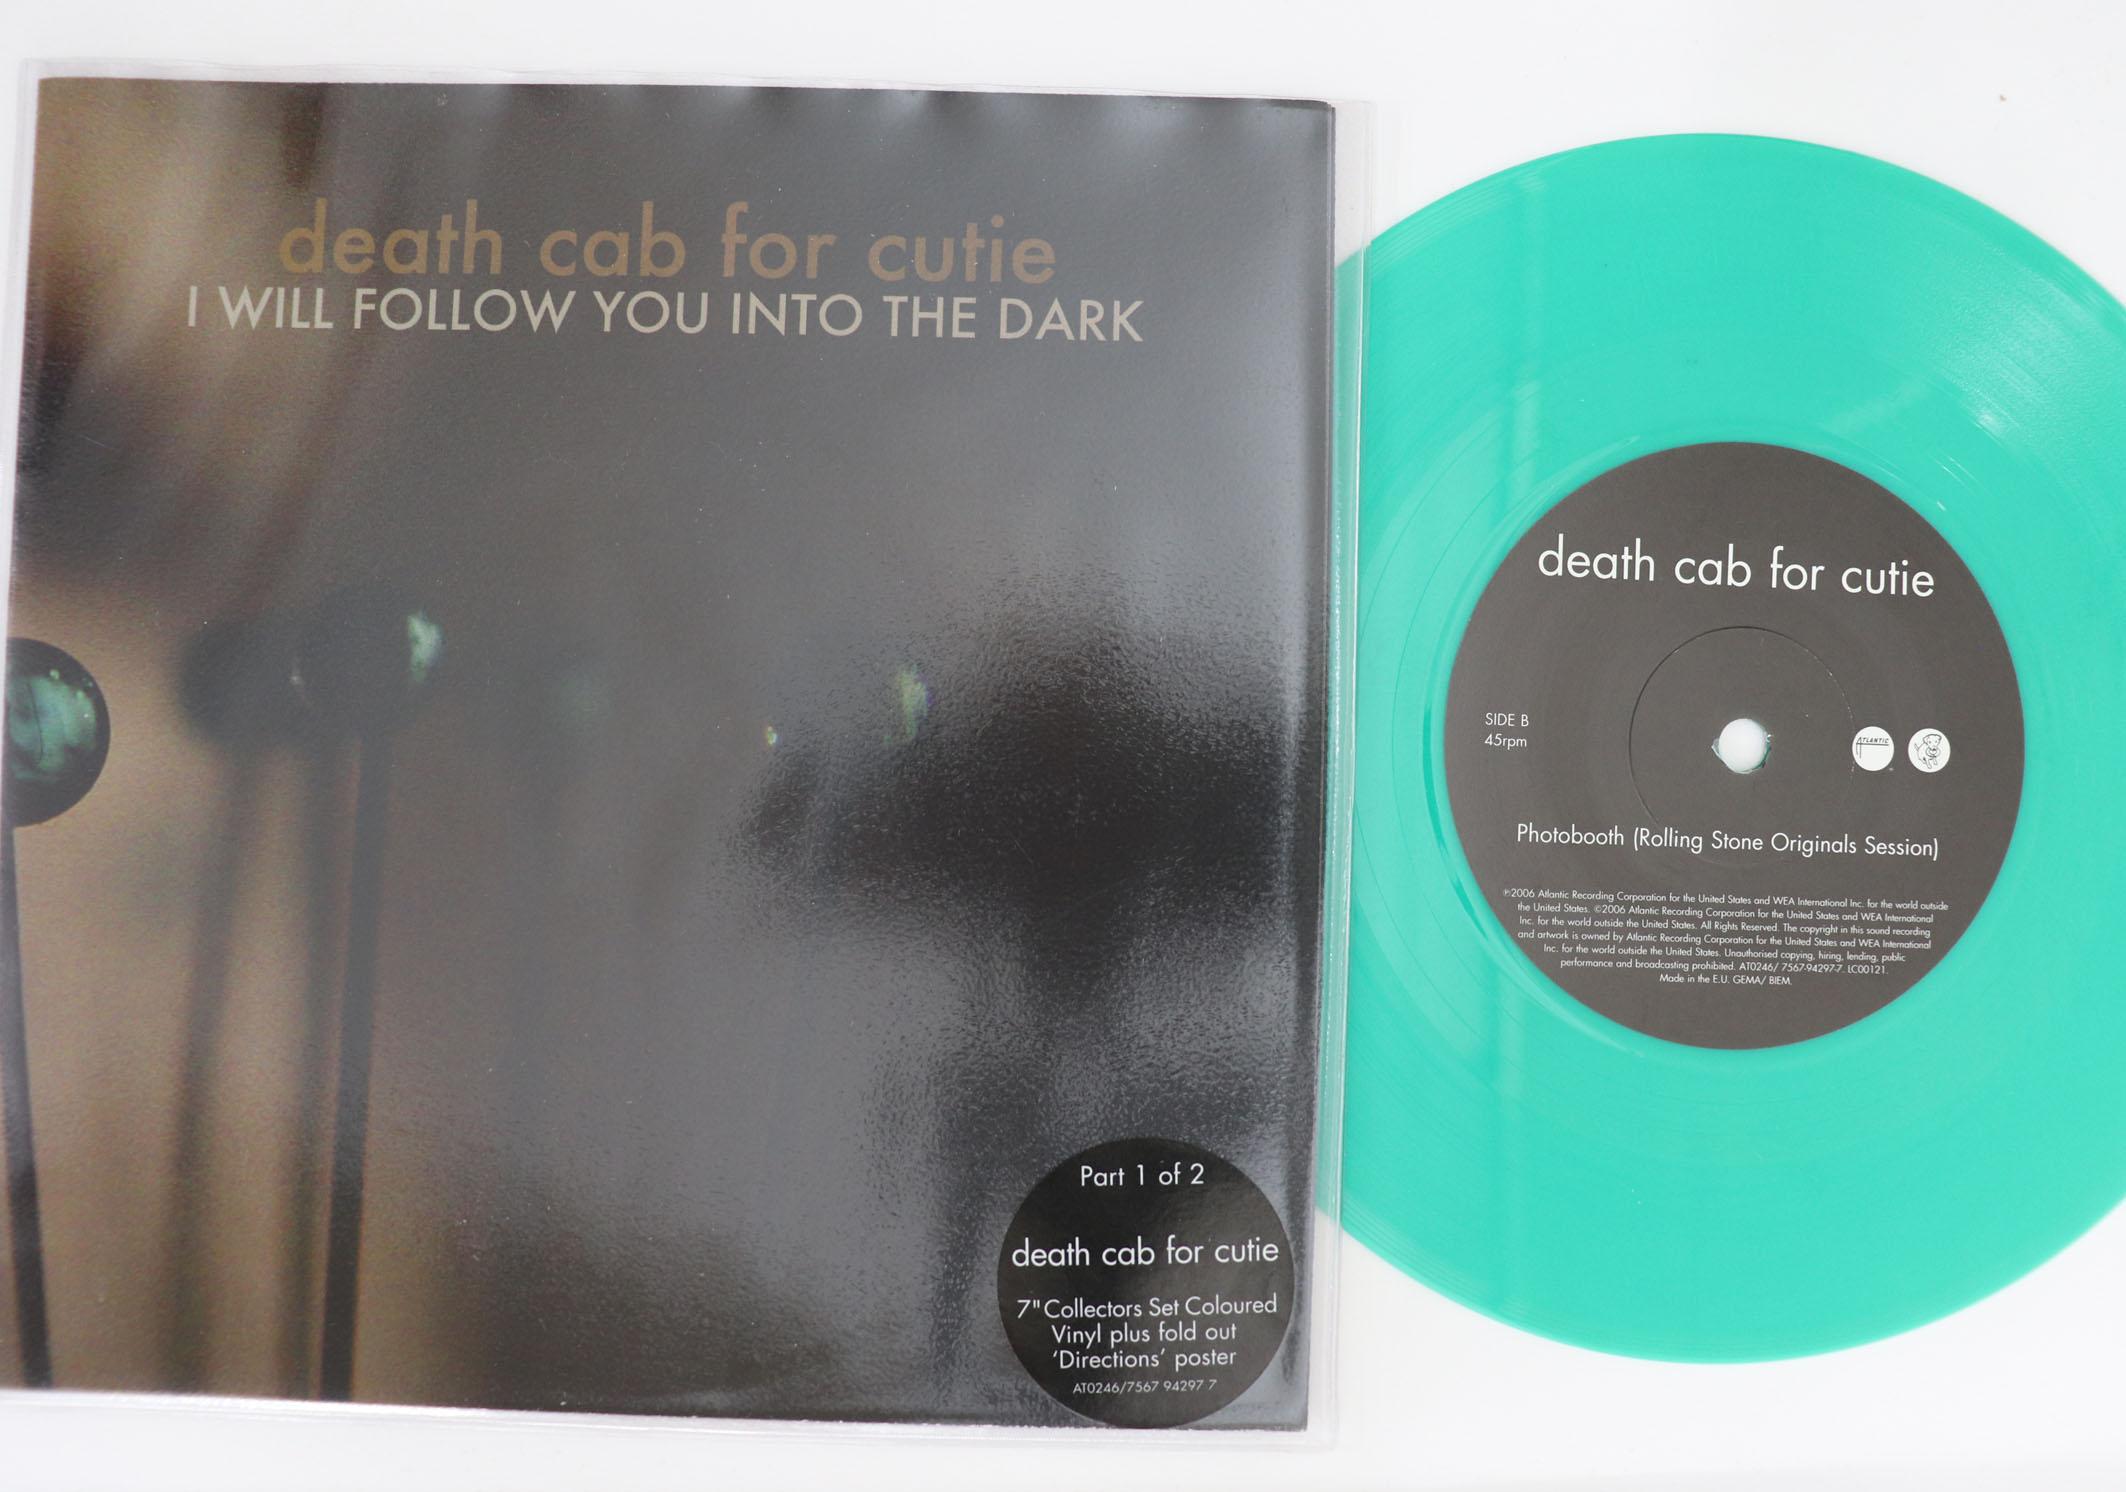 death cab for cutie
I WILL FOLLOW YOU INTO THE DARK
Part 1 of 2
death cab for cutie
7" Collectors Set Coloured
Vinyl plus fold out
‘Directions’ poster
AT0246/7567 94297 7
death cab for cutie
SIDE B
45rpm
ATLANTIC
Photobooth (Rolling Stone Originals Session)
℗2006 Atlantic Recording Corporation for the United States and WEA International Inc. for the world outside
the United States. ©2006 Atlantic Recording Corporation for the United States and WEA International
Inc. for the world outside the United States. All Rights Reserved. The copyright in this sound recording
and artwork is owned by Atlantic Recording Corporation for the United States and WEA International
Inc. for the world outside the United States. Unauthorised copying, hiring, lending, public
performance and broadcasting prohibited. AT0246/ 7567-94297-7. LC00121.
Made in the E.U. GEMA/ BIEM.